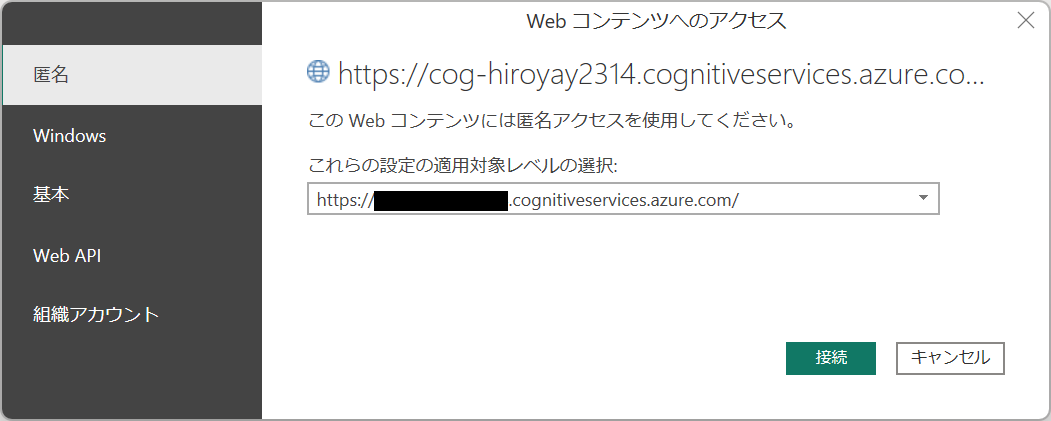 Web コンテンツへのアクセス
匿名
Windows
基本
Web API
組織アカウント
https://cog-hiroyay2314.cognitiveservices.azure.co...
この Web コンテンツには匿名アクセスを使用してください。
これらの設定の適用対象レベルの選択:
https:// .cognitiveservices.azure.com/
接続
キャンセル